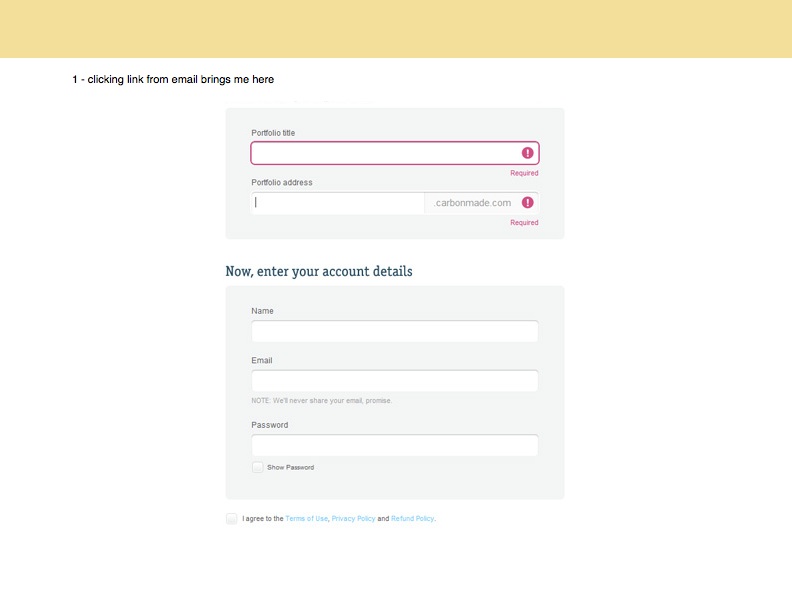 1 - clicking link from email brings me here
Portfolio title
!
Required
Portfolio address
.carbonmade.com !
Required
Now, enter your account details
Name
Email
NOTE: We'll never share your email, promise.
Password
Show Password
I agree to the Terms of Use, Privacy Policy and Refund Policy.